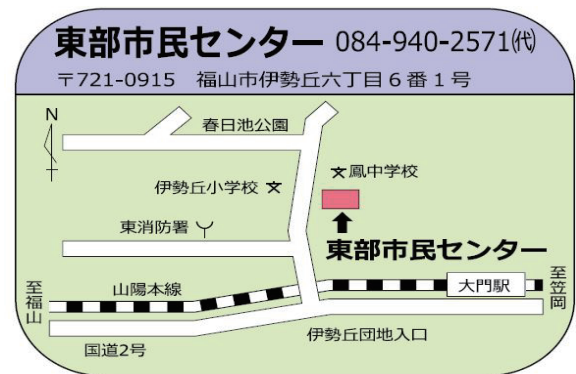 東部市民センター 084-940-2571㈹
〒721-0915 福山市伊勢丘六丁目6番1号
N
春日池公園
文鳳中学校
伊勢丘小学校 文
東消防署
東部市民センター
山陽本線
大門駅
至福山
至笠岡
伊勢丘団地入口
国道2号